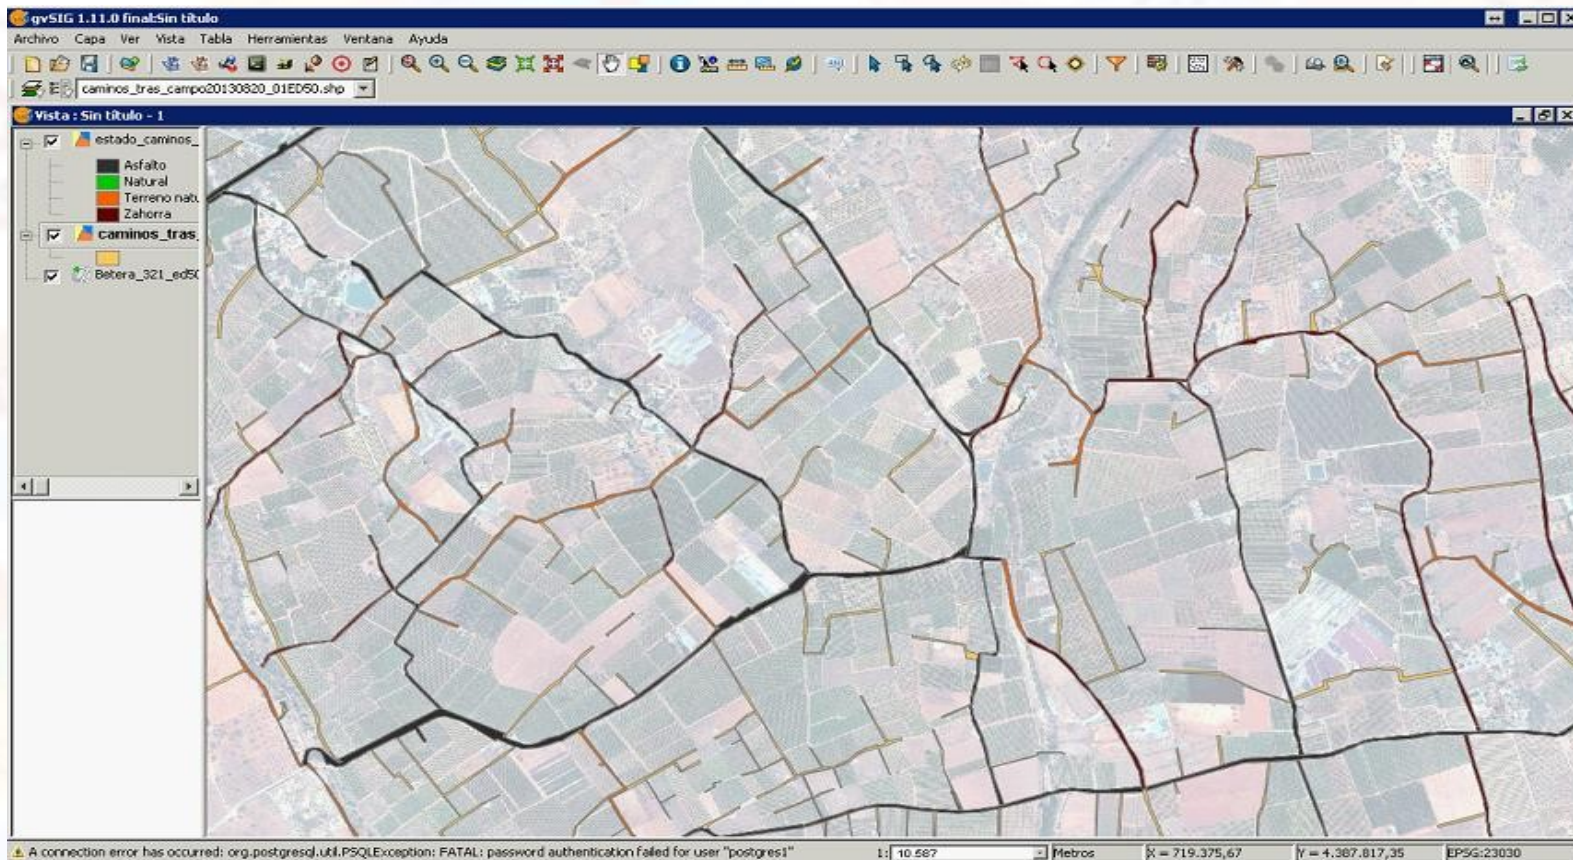 gvSIG 1.11.0 final:Sin título
Archivo Capa Ver Vista Tabla Herramientas Ventana Ayuda
caminos_tras_campo20130820_01ED50.shp
Vista : Sin título - 1
estado_caminos_
Asfalto
Natural
Terreno natu
Zahorra
caminos_tras_
Betera_321_ed50
A connection error has occurred: org.postgresql.util.PSQLException: FATAL: password authentication failed for user "postgres1" 1: 10.587 Metros X = 719.375,67 Y = 4.387.817,35 EPSG:23030